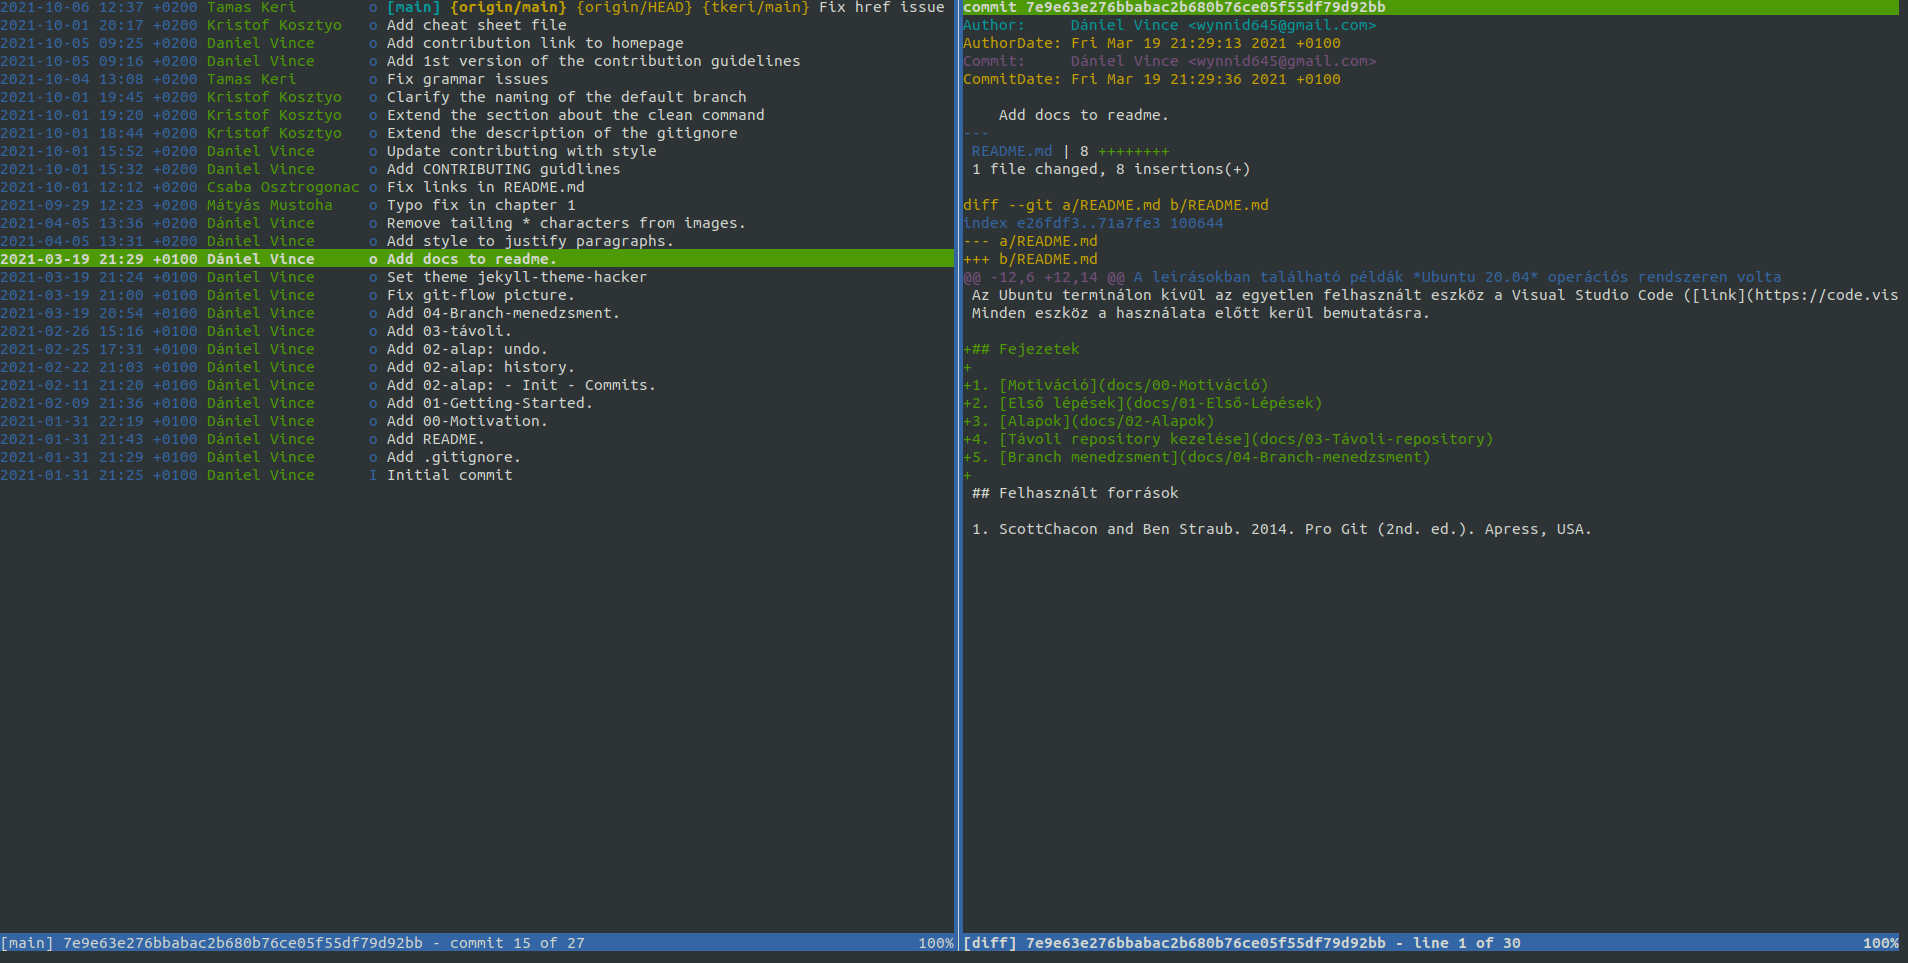 2021-10-06 12:37 +0200 Tamas Keri o [main] {origin/main} {origin/HEAD} {tkeri/main} Fix href issue
2021-10-01 20:17 +0200 Kristof Kosztyo o Add cheat sheet file
2021-10-05 09:25 +0200 Daniel Vince o Add contribution link to homepage
2021-10-05 09:16 +0200 Daniel Vince o Add 1st version of the contribution guidelines
2021-10-04 13:08 +0200 Tamas Keri o Fix grammar issues
2021-10-01 19:45 +0200 Kristof Kosztyo o Clarify the naming of the default branch
2021-10-01 19:20 +0200 Kristof Kosztyo o Extend the section about the clean command
2021-10-01 18:44 +0200 Kristof Kosztyo o Extend the description of the gitignore
2021-10-01 15:52 +0200 Daniel Vince o Update contributing with style
2021-10-01 15:32 +0200 Daniel Vince o Add CONTRIBUTING guidlines
2021-10-01 12:12 +0200 Csaba Osztrogonac o Fix links in README.md
2021-09-29 12:23 +0200 Mátyás Mustoha o Typo fix in chapter 1
2021-04-05 13:36 +0200 Dániel Vince o Remove tailing * characters from images.
2021-04-05 13:31 +0200 Dániel Vince o Add style to justify paragraphs.
2021-03-19 21:29 +0100 Dániel Vince o Add docs to readme.
2021-03-19 21:24 +0100 Daniel Vince o Set theme jekyll-theme-hacker
2021-03-19 21:00 +0100 Dániel Vince o Fix git-flow picture.
2021-03-19 20:54 +0100 Dániel Vince o Add 04-Branch-menedzsment.
2021-02-26 15:16 +0100 Dániel Vince o Add 03-távoli.
2021-02-25 17:31 +0100 Dániel Vince o Add 02-alap: undo.
2021-02-22 21:03 +0100 Dániel Vince o Add 02-alap: history.
2021-02-11 21:20 +0100 Dániel Vince o Add 02-alap: - Init - Commits.
2021-02-09 21:36 +0100 Dániel Vince o Add 01-Getting-Started.
2021-01-31 22:19 +0100 Dániel Vince o Add 00-Motivation.
2021-01-31 21:43 +0100 Dániel Vince o Add README.
2021-01-31 21:29 +0100 Dániel Vince o Add .gitignore.
2021-01-31 21:25 +0100 Daniel Vince I Initial commit
[main] 7e9e63e276bbabac2b680b76ce05f55df79d92bb - commit 15 of 27 100%
commit 7e9e63e276bbabac2b680b76ce05f55df79d92bb
Author: Dániel Vince <wynnid645@gmail.com>
AuthorDate: Fri Mar 19 21:29:13 2021 +0100
Commit: Dániel Vince <wynnid645@gmail.com>
CommitDate: Fri Mar 19 21:29:36 2021 +0100
Add docs to readme.
---
README.md | 8 ++++++++
1 file changed, 8 insertions(+)
diff --git a/README.md b/README.md
index e26fdf3..71a7fe3 100644
--- a/README.md
+++ b/README.md
@@ -12,6 +12,14 @@ A leírásokban található példák *Ubuntu 20.04* operációs rendszeren volta
Az Ubuntu terminálon kívül az egyetlen felhasznált eszköz a Visual Studio Code ([link](https://code.vis
Minden eszköz a használata előtt kerül bemutatásra.
+## Fejezetek
+
+1. [Motiváció](docs/00-Motiváció)
+2. [Első lépések](docs/01-Első-Lépések)
+3. [Alapok](docs/02-Alapok)
+4. [Távoli repository kezelése](docs/03-Távoli-repository)
+5. [Branch menedzsment](docs/04-Branch-menedzsment)
+
## Felhasznált források
1. ScottChacon and Ben Straub. 2014. Pro Git (2nd. ed.). Apress, USA.
[diff] 7e9e63e276bbabac2b680b76ce05f55df79d92bb - line 1 of 30 100%